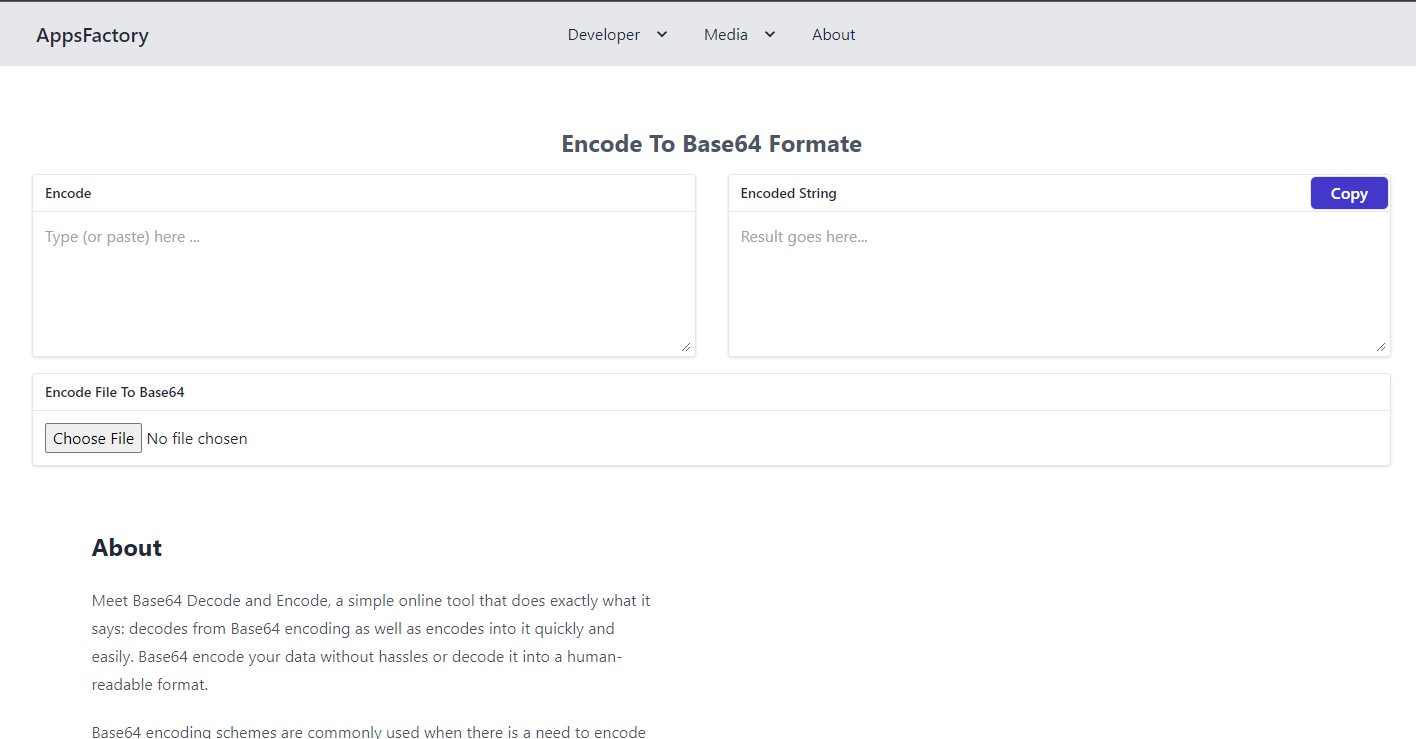 AppsFactory
Developer
Media
About
Encode To Base64 Formate
Encode
Type (or paste) here ...
Encoded String
Copy
Result goes here...
Encode File To Base64
Choose File No file chosen
About
Meet Base64 Decode and Encode, a simple online tool that does exactly what it
says: decodes from Base64 encoding as well as encodes into it quickly and
easily. Base64 encode your data without hassles or decode it into a human-
readable format.
Base64 encoding schemes are commonly used when there is a need to encode